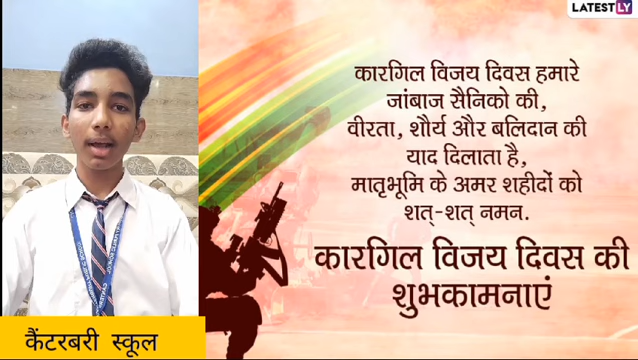 LATESTLY
कारगिल विजय दिवस हमारे
जांबाज सैनिको की,
वीरता, शौर्य और बलिदान की
याद दिलाता है,
मातृभूमि के अमर शहीदों को
शत्-शत् नमन.
कारगिल विजय दिवस की
शुभकामनाएं
कैंटरबरी स्कूल